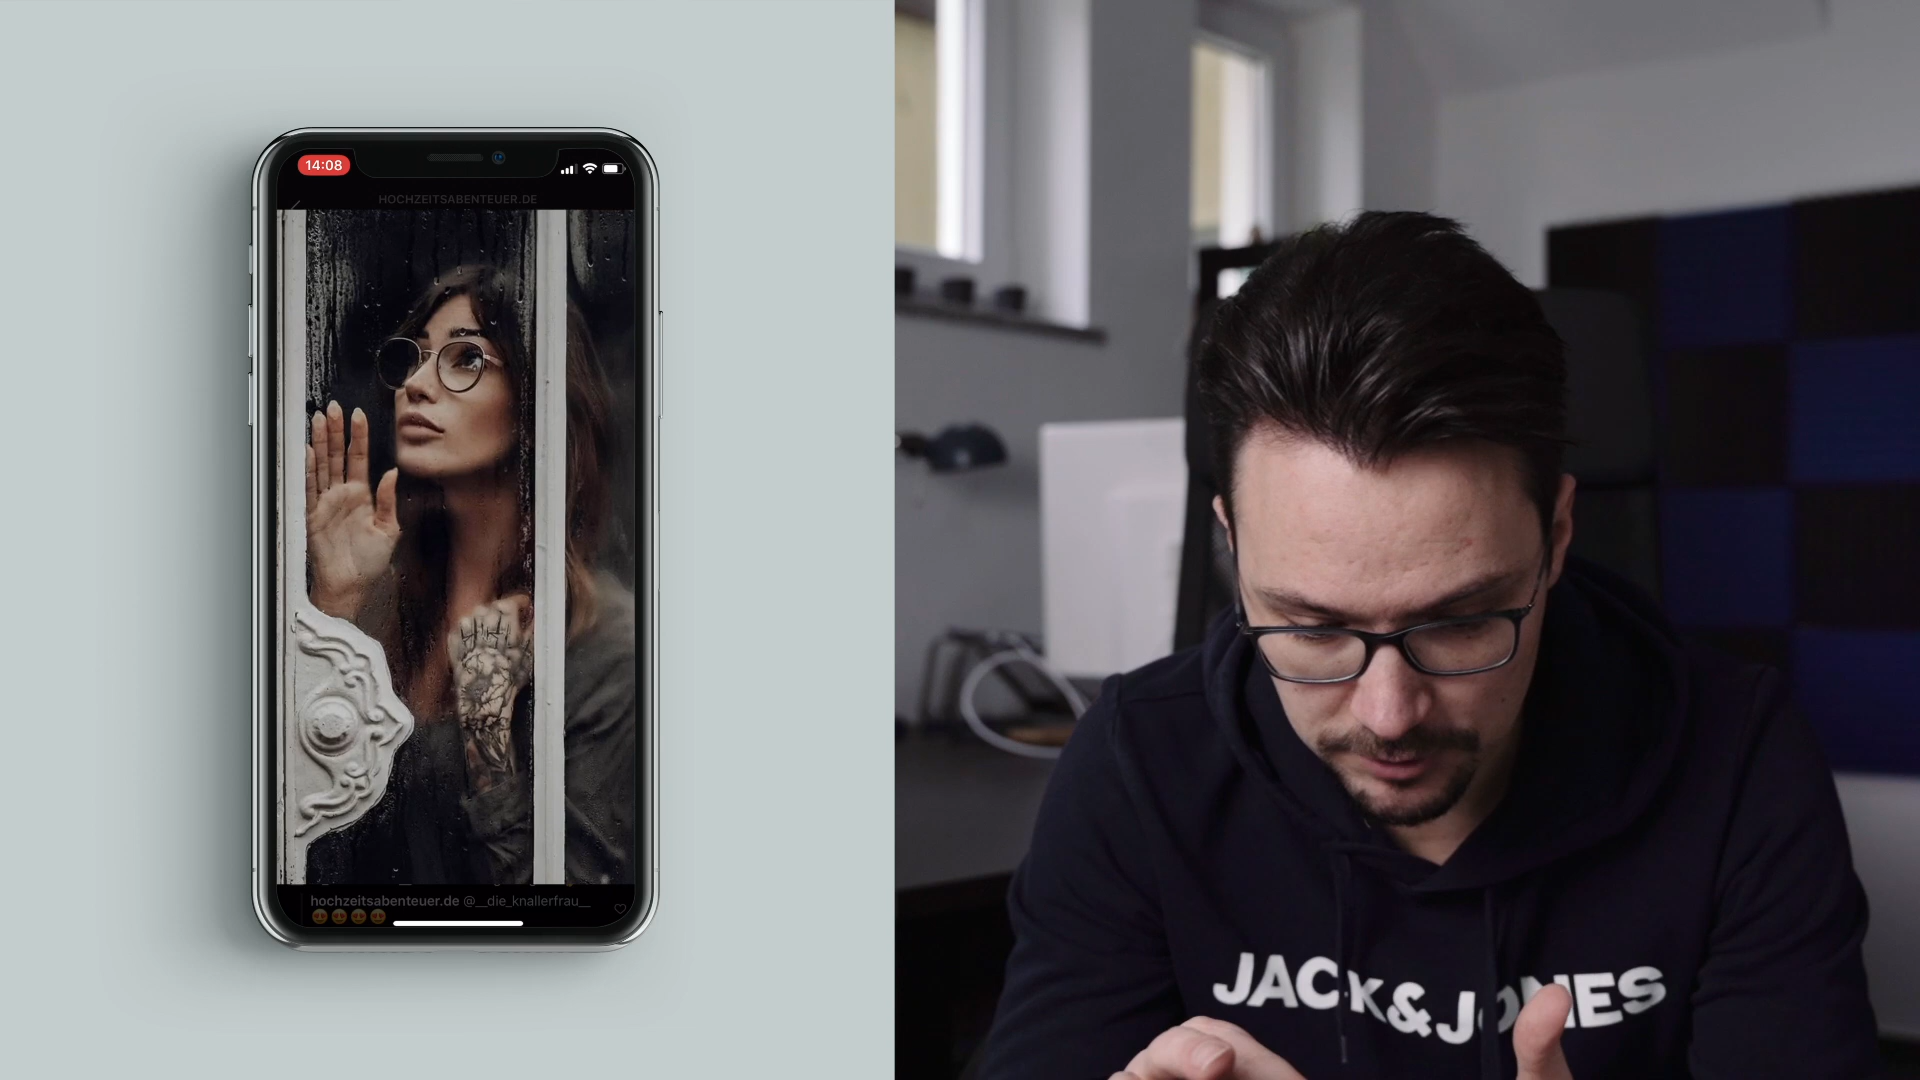 14:08
HOCHZEITSABENTEUER.DE
hochzeitsabenteuer.de @__die_knallerfrau__
JACK&JONES